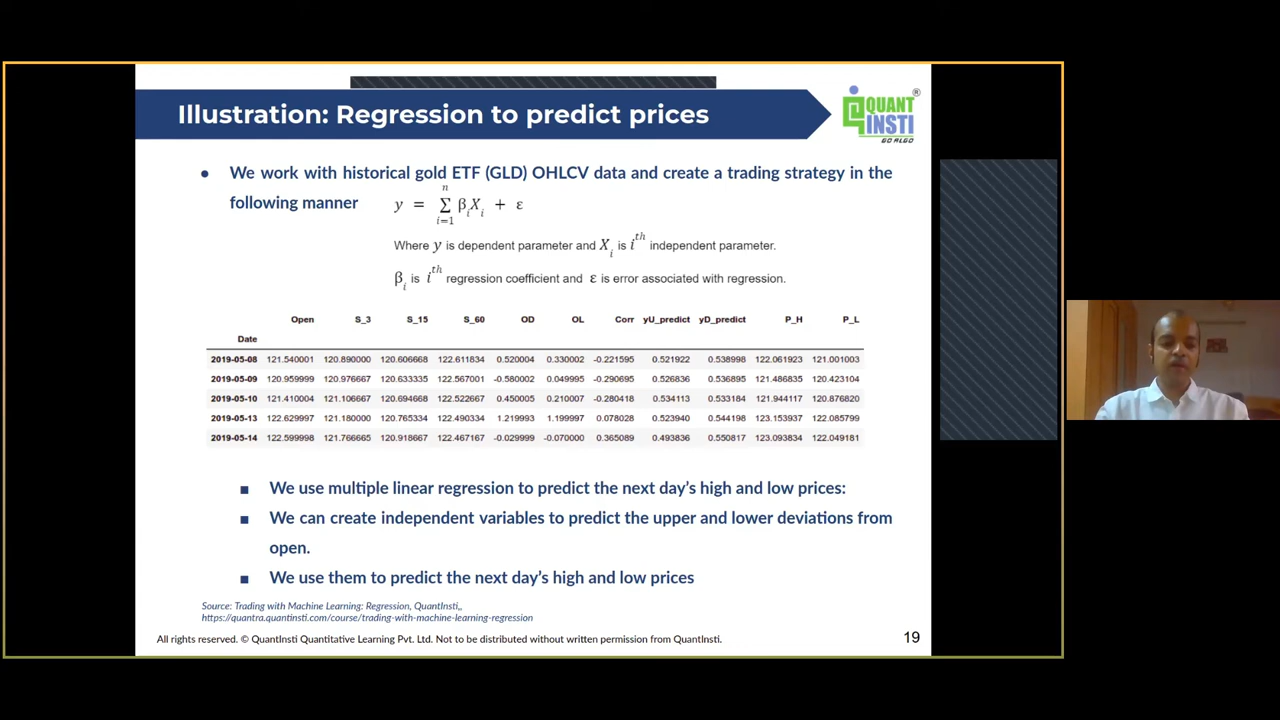 Illustration: Regression to predict prices
QUANT
INSTI
®
GO ALGO
● We work with historical gold ETF (GLD) OHLCV data and create a trading strategy in the
following manner
y = n ∑ i=1 βᵢXᵢ + ε
Where y is dependent parameter and Xᵢ is iᵗʰ independent parameter.
βᵢ is iᵗʰ regression coefficient and ε is error associated with regression.
Open S_3 S_15 S_60 OD OL Corr yU_predict yD_predict P_H P_L
Date
2019-05-08 121.540001 120.890000 120.606668 122.611834 0.520004 0.330002 -0.221595 0.521922 0.538998 122.061923 121.001003
2019-05-09 120.959999 120.976667 120.633335 122.567001 -0.580002 0.049995 -0.290695 0.526836 0.536895 121.486835 120.423104
2019-05-10 121.410004 121.106667 120.694668 122.522667 0.450005 0.210007 -0.280418 0.534113 0.533184 121.944117 120.876820
2019-05-13 122.629997 121.180000 120.765334 122.490334 1.219993 1.199997 0.078028 0.523940 0.544198 123.153937 122.085799
2019-05-14 122.599998 121.766665 120.918667 122.467167 -0.029999 -0.070000 0.365089 0.493836 0.550817 123.093834 122.049181
■ We use multiple linear regression to predict the next day's high and low prices:
■ We can create independent variables to predict the upper and lower deviations from
open.
■ We use them to predict the next day's high and low prices
Source: Trading with Machine Learning: Regression, QuantInsti,,
https://quantra.quantinsti.com/course/trading-with-machine-learning-regression
All rights reserved. © QuantInsti Quantitative Learning Pvt. Ltd. Not to be distributed without written permission from QuantInsti.
19